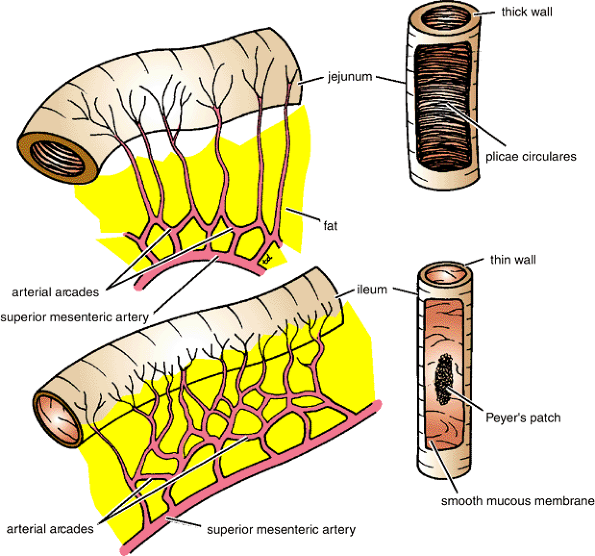 thick wall
jejunum
plicae circulares
fat
arterial arcades
superior mesenteric artery
thin wall
ileum
Peyer's patch
smooth mucous membrane
arterial arcades
superior mesenteric artery